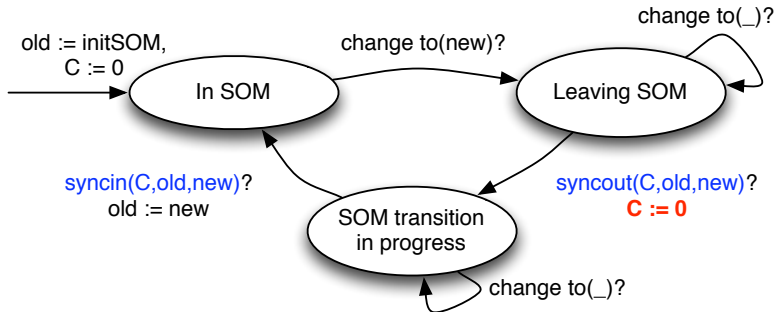 old := initSOM,
C := 0
In SOM
change to(new)?
change to(_)?
Leaving SOM
syncin(C,old,new)?
old := new
SOM transition
in progress
syncout(C,old,new)?
C := 0
change to(_)?